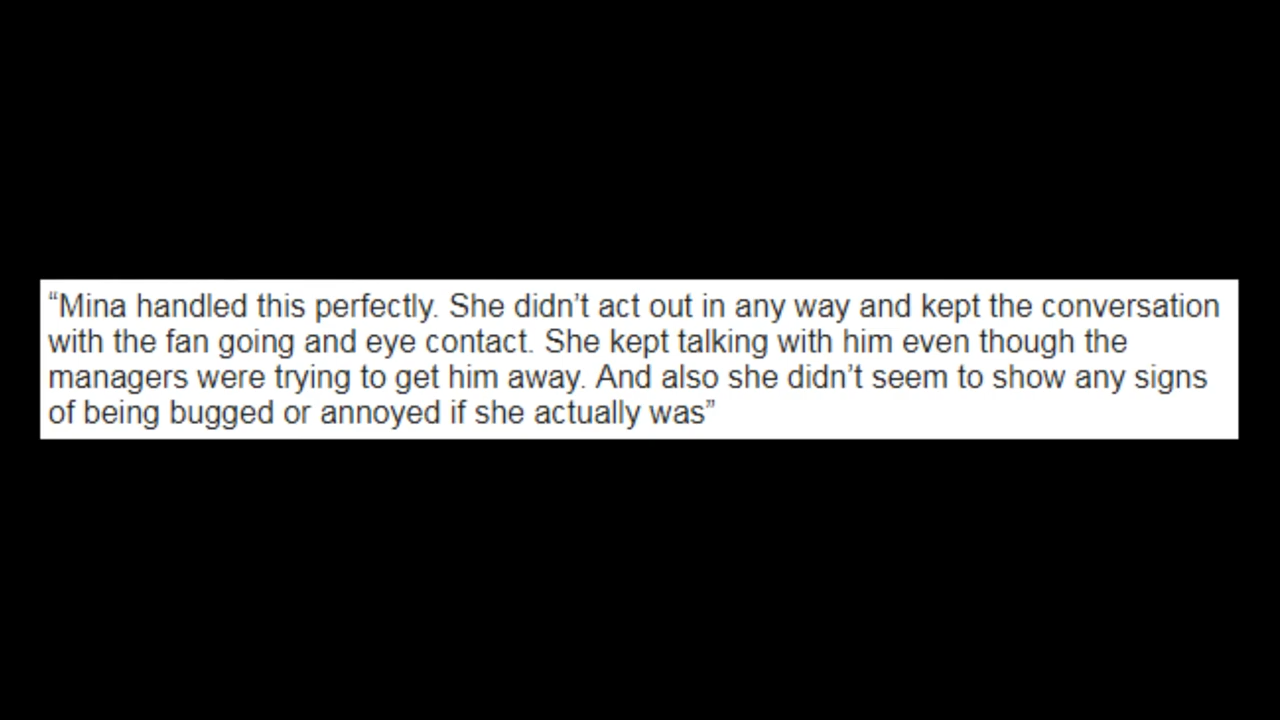 “Mina handled this perfectly. She didn’t act out in any way and kept the conversation
with the fan going and eye contact. She kept talking with him even though the
managers were trying to get him away. And also she didn’t seem to show any signs
of being bugged or annoyed if she actually was”